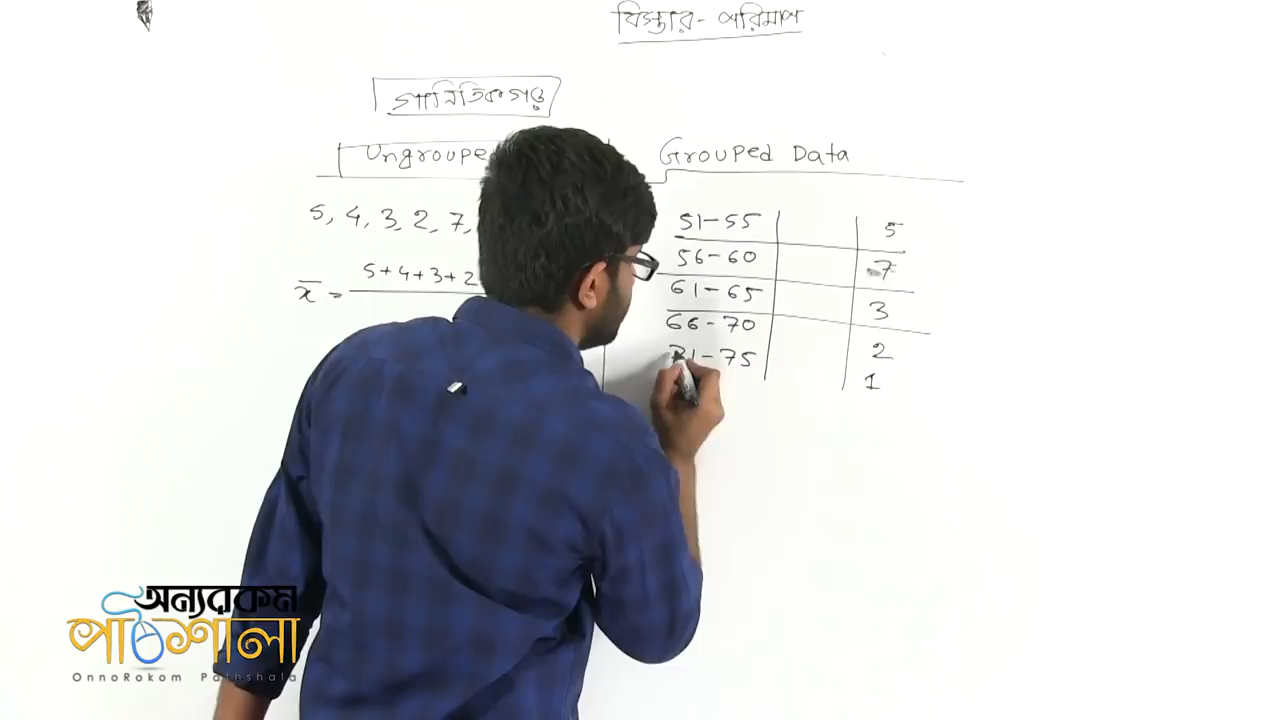 বিস্তার- পরিমাপ
গাণিতিক গড়
Ungroupe
Grouped Data
5, 4, 3, 2, 7,
x̄ = 5+4+3+2
51-55 5
56-60 7
61-65 3
66-70 2
71-75 1
অন্যরকম
পাঠশালা
OnnoRokom Pathshala